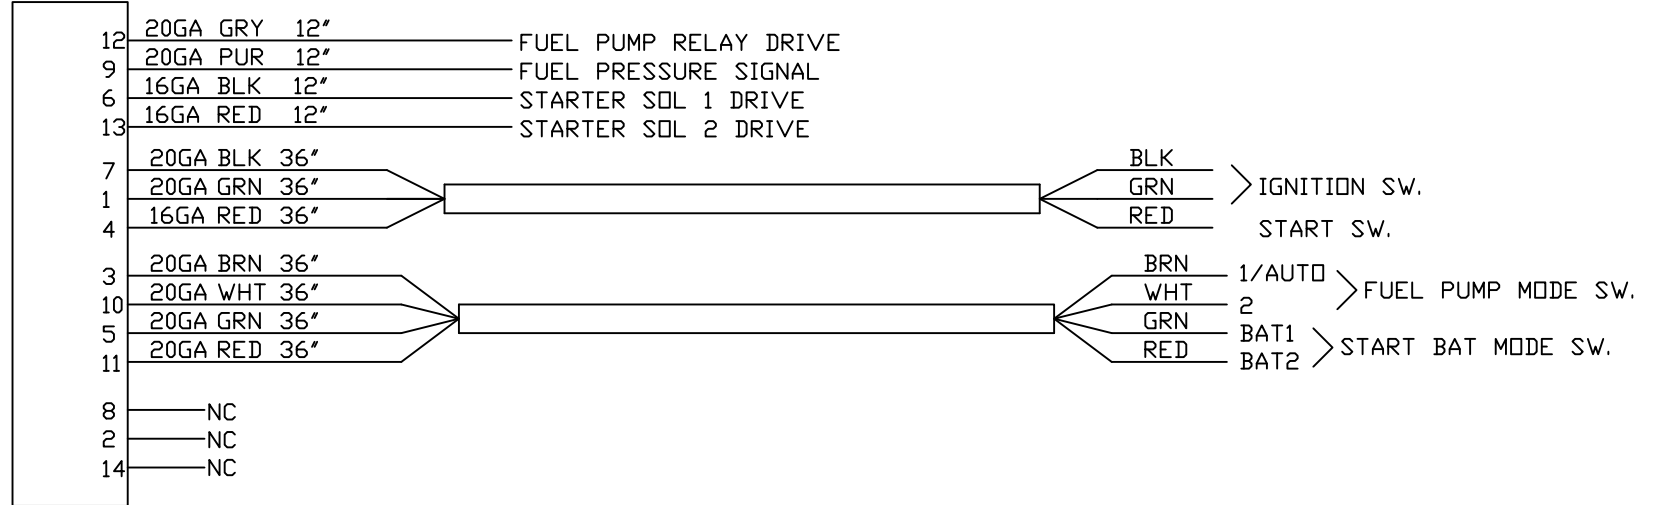 20GA GRY 12"
12 FUEL PUMP RELAY DRIVE
20GA PUR 12"
9 FUEL PRESSURE SIGNAL
16GA BLK 12"
6 STARTER SOL 1 DRIVE
16GA RED 12"
13 STARTER SOL 2 DRIVE
20GA BLK 36" BLK
7
20GA GRN 36" GRN IGNITION SW.
1
16GA RED 36" RED
4 START SW.
20GA BRN 36" BRN 1/AUTO
3
20GA WHT 36" WHT FUEL PUMP MODE SW.
10 2
20GA GRN 36" GRN BAT1
5
20GA RED 36" RED START BAT MODE SW.
11 BAT2
8 NC
2 NC
14 NC